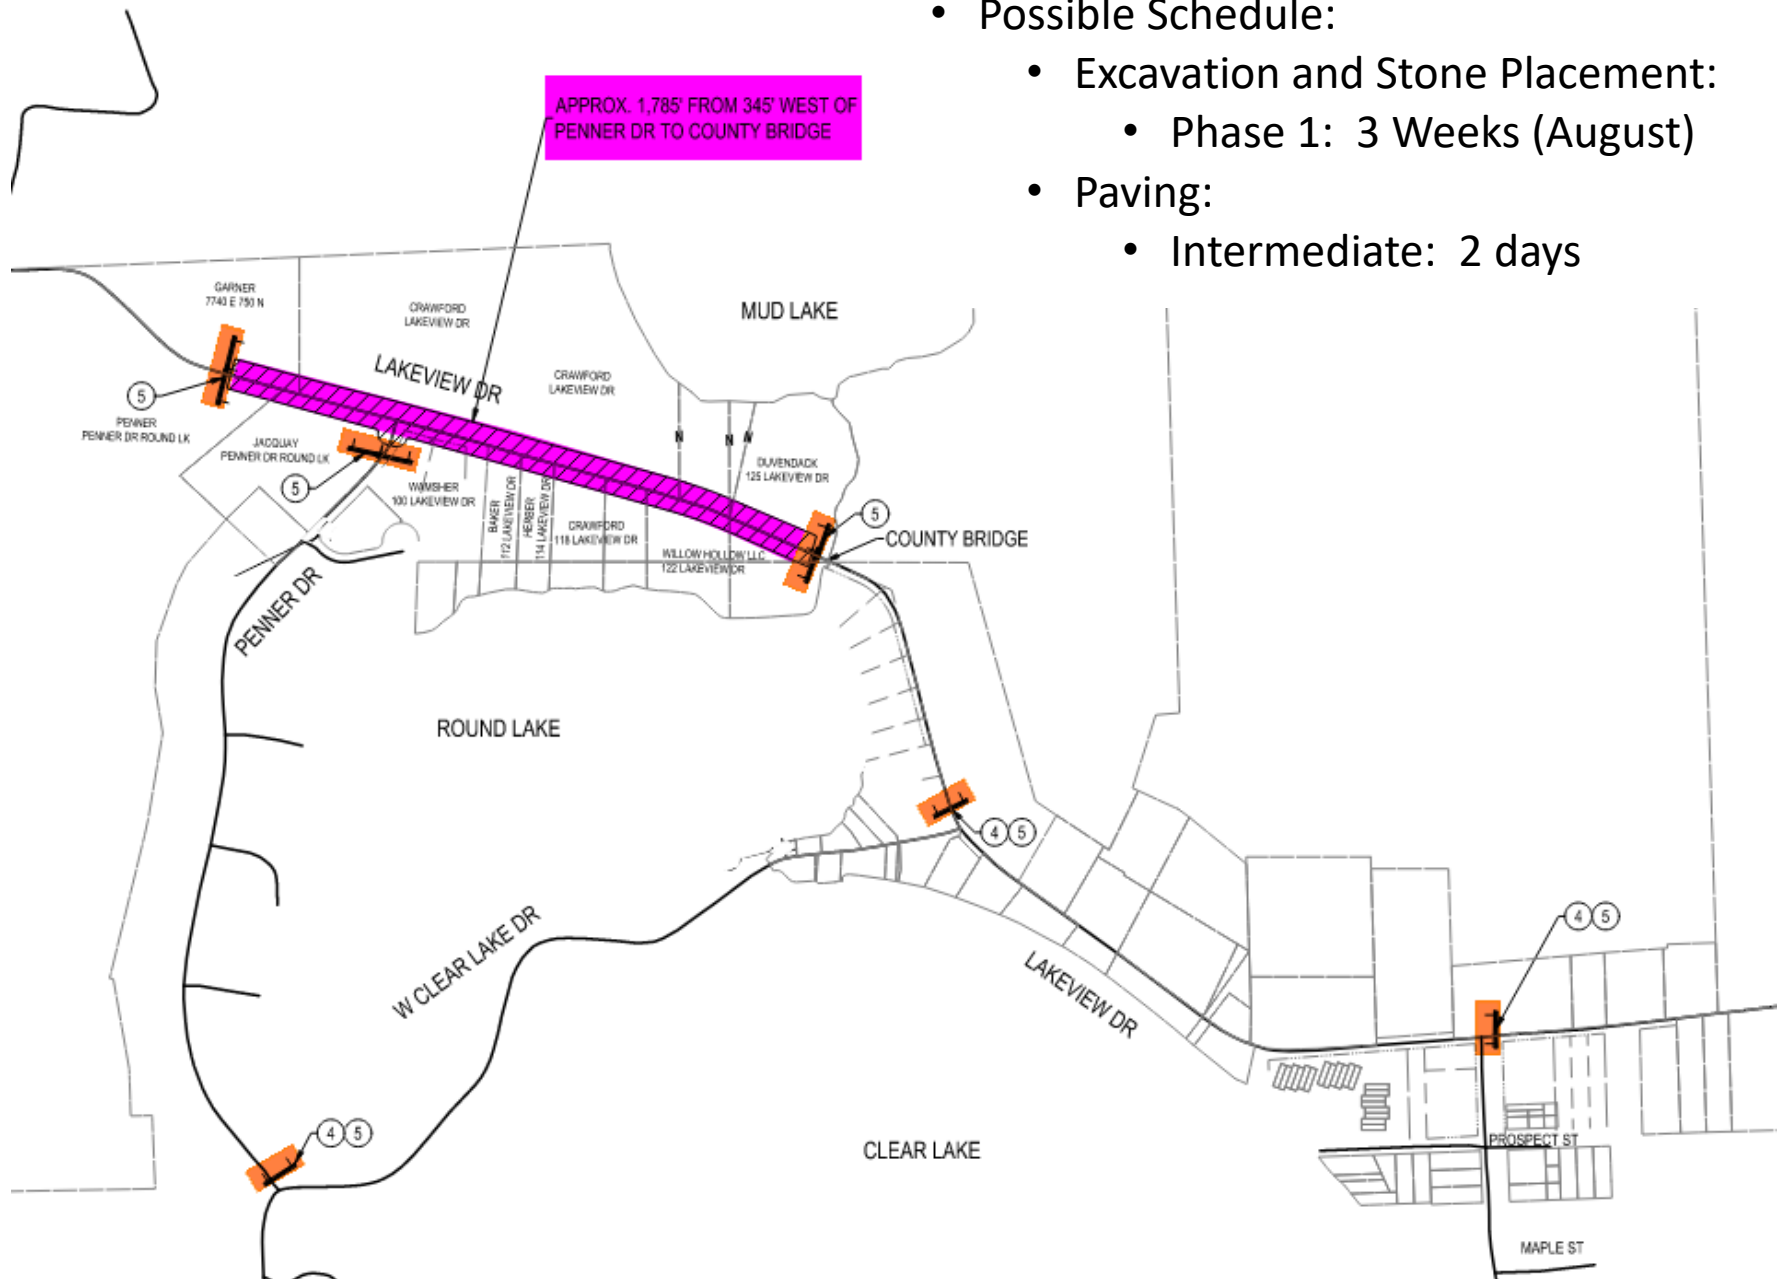 • Possible Schedule:
• Excavation and Stone Placement:
• Phase 1: 3 Weeks (August)
• Paving:
• Intermediate: 2 days
APPROX. 1,785' FROM 345' WEST OF
PENNER DR TO COUNTY BRIDGE
GARNER
7740 E 750 N
CRAWFORD
LAKEVIEW DR
MUD LAKE
LAKEVIEW DR
CRAWFORD
LAKEVIEW DR
5
PENNER
PENNER DR ROUND LK
JACQUAY
PENNER DR ROUND LK
5
WAMSHER
100 LAKEVIEW DR
BAKER
112 LAKEVIEW DR
HERBER
114 LAKEVIEW DR
CRAWFORD
118 LAKEVIEW DR
N
N
N
DUVENDACK
125 LAKEVIEW DR
WILLOW HOLLOW LLC
122 LAKEVIEW DR
5
COUNTY BRIDGE
PENNER DR
ROUND LAKE
4 5
W CLEAR LAKE DR
LAKEVIEW DR
4 5
4 5
CLEAR LAKE
PROSPECT ST
MAPLE ST